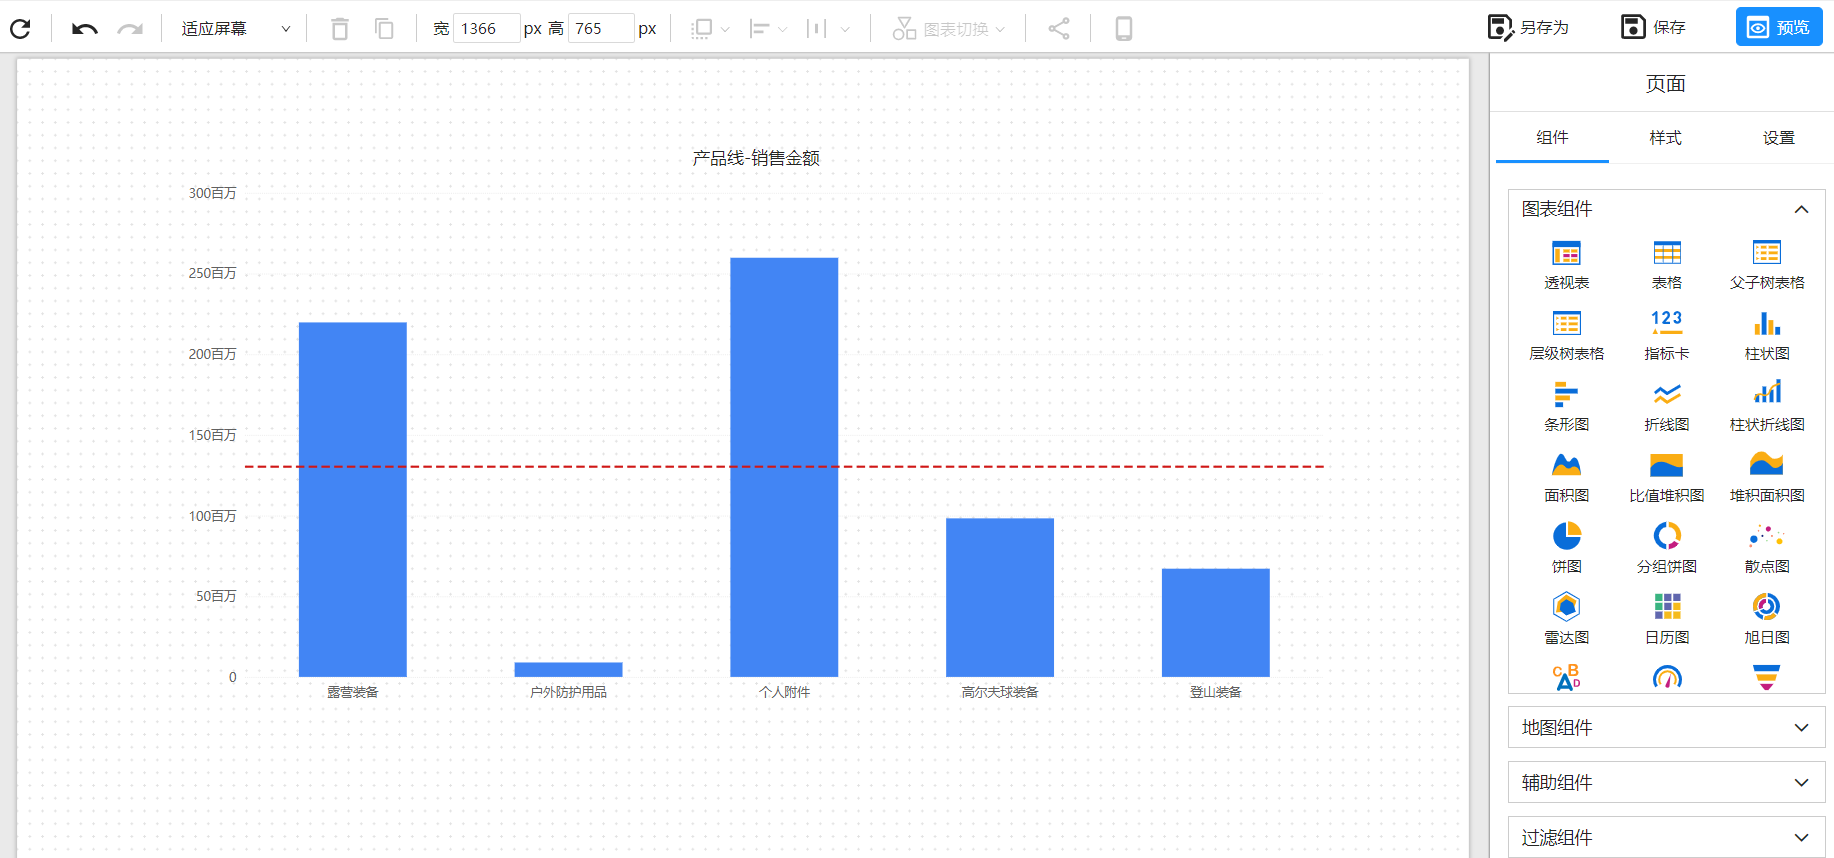 适应屏幕 宽 1366 px 高 765 px 图表切换 另存为 保存 预览
产品线-销售金额
300百万
250百万
200百万
150百万
100百万
50百万
0
露营装备 户外防护用品 个人附件 高尔夫球装备 登山装备
页面
组件 样式 设置
图表组件
透视表 表格 父子树表格
123
层级树表格 指标卡 柱状图
条形图 折线图 柱状折线图
面积图 比值堆积图 堆积面积图
饼图 分组饼图 散点图
雷达图 日历图 旭日图
C B A D
地图组件
辅助组件
过滤组件